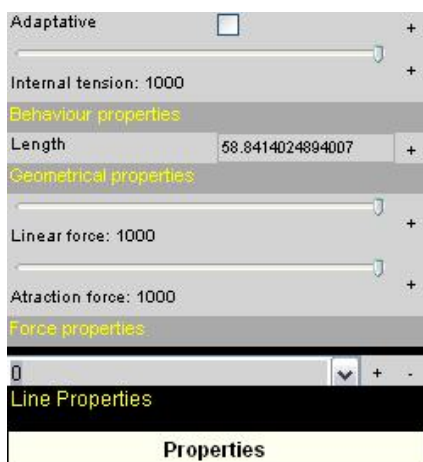 Adaptative +
+
Internal tension: 1000
Behaviour properties
Length 58.8414024894007 +
Geometrical properties
+
Linear force: 1000
+
Atraction force: 1000
Force properties
0 + -
Line Properties
Properties